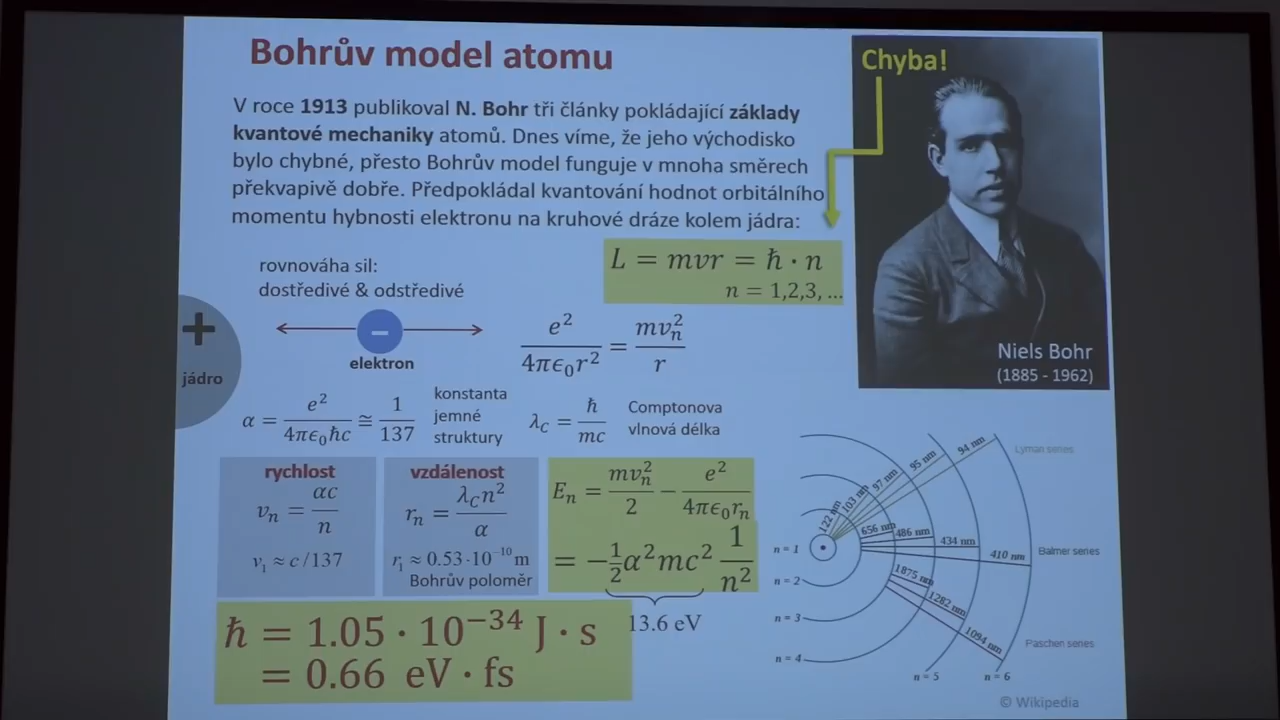 Bohrův model atomu
Chyba!
V roce 1913 publikoval N. Bohr tři články pokládající základy
kvantové mechaniky atomů. Dnes víme, že jeho východisko
bylo chybné, přesto Bohrův model funguje v mnoha směrech
překvapivě dobře. Předpokládal kvantování hodnot orbitálního
momentu hybnosti elektronu na kruhové dráze kolem jádra:
L = mvr = ℏ · n
n = 1,2,3, ...
Niels Bohr
(1885 - 1962)
rovnováha sil:
dostředivé & odstředivé
+
jádro
−
elektron
e²/(4πϵ₀r²) = mvₙ²/r
α = e²/(4πϵ₀ℏc) ≅ 1/137
konstanta
jemné
struktury
λ_C = ℏ/(mc)
Comptonova
vlnová délka
rychlost
vₙ = αc/n
v₁ ≈ c/137
vzdálenost
rₙ = λ_C n²/α
r₁ ≈ 0.53·10⁻¹⁰ m
Bohrův poloměr
Eₙ = mvₙ²/2 − e²/(4πϵ₀rₙ)
= −½α²mc² 1/n²
13.6 eV
ℏ = 1.05 · 10⁻³⁴ J · s
= 0.66 eV · fs
122 nm
103 nm
97 nm
95 nm
94 nm
Lyman series
656 nm
486 nm
434 nm
410 nm
Balmer series
1875 nm
1282 nm
1094 nm
Paschen series
n = 1
n = 2
n = 3
n = 4
n = 5
n = 6
© Wikipedia